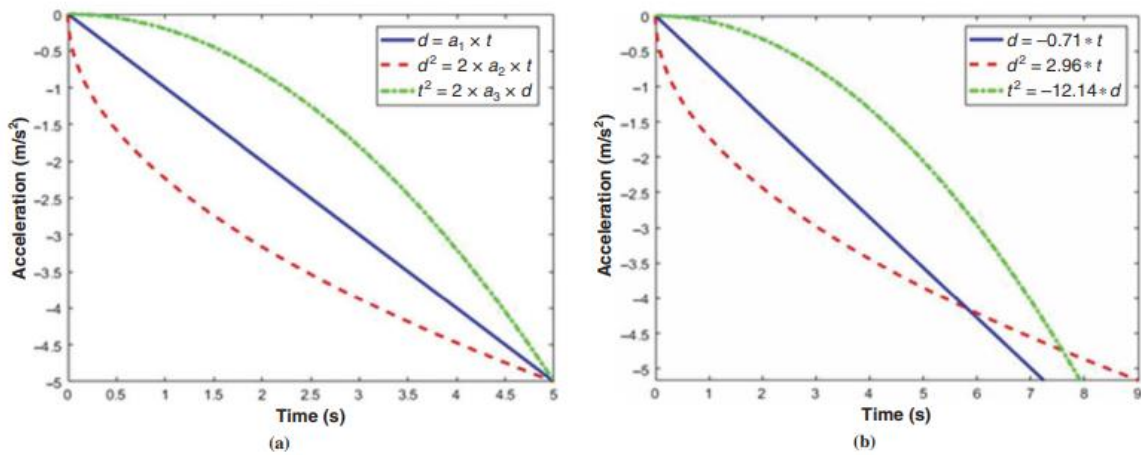 0
−0.5
−1
−1.5
−2
−2.5
−3
−3.5
−4
−4.5
−5
Acceleration (m/s²)
d = a₁ × t
d² = 2 × a₂ × t
t² = 2 × a₃ × d
0 0.5 1 1.5 2 2.5 3 3.5 4 4.5 5
Time (s)
(a)
0
−0.5
−1
−1.5
−2
−2.5
−3
−3.5
−4
−4.5
−5
Acceleration (m/s²)
d = −0.71 * t
d² = 2.96 * t
t² = −12.14 * d
0 1 2 3 4 5 6 7 8 9
Time (s)
(b)